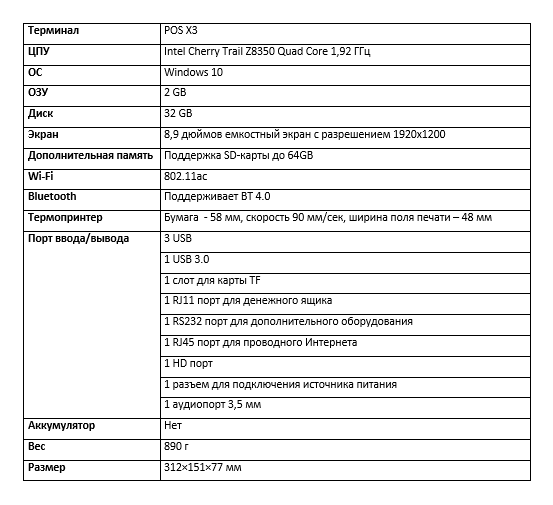 Терминал POS X3
ЦПУ Intel Cherry Trail Z8350 Quad Core 1,92 ГГц
ОС Windows 10
ОЗУ 2 GB
Диск 32 GB
Экран 8,9 дюймов емкостный экран с разрешением 1920x1200
Дополнительная память Поддержка SD-карты до 64GB
Wi-Fi 802.11ac
Bluetooth Поддерживает BT 4.0
Термопринтер Бумага - 58 мм, скорость 90 мм/сек, ширина поля печати – 48 мм
Порт ввода/вывода 3 USB
1 USB 3.0
1 слот для карты TF
1 RJ11 порт для денежного ящика
1 RS232 порт для дополнительного оборудования
1 RJ45 порт для проводного Интернета
1 HD порт
1 разъем для подключения источника питания
1 аудиопорт 3,5 мм
Аккумулятор Нет
Вес 890 г
Размер 312×151×77 мм